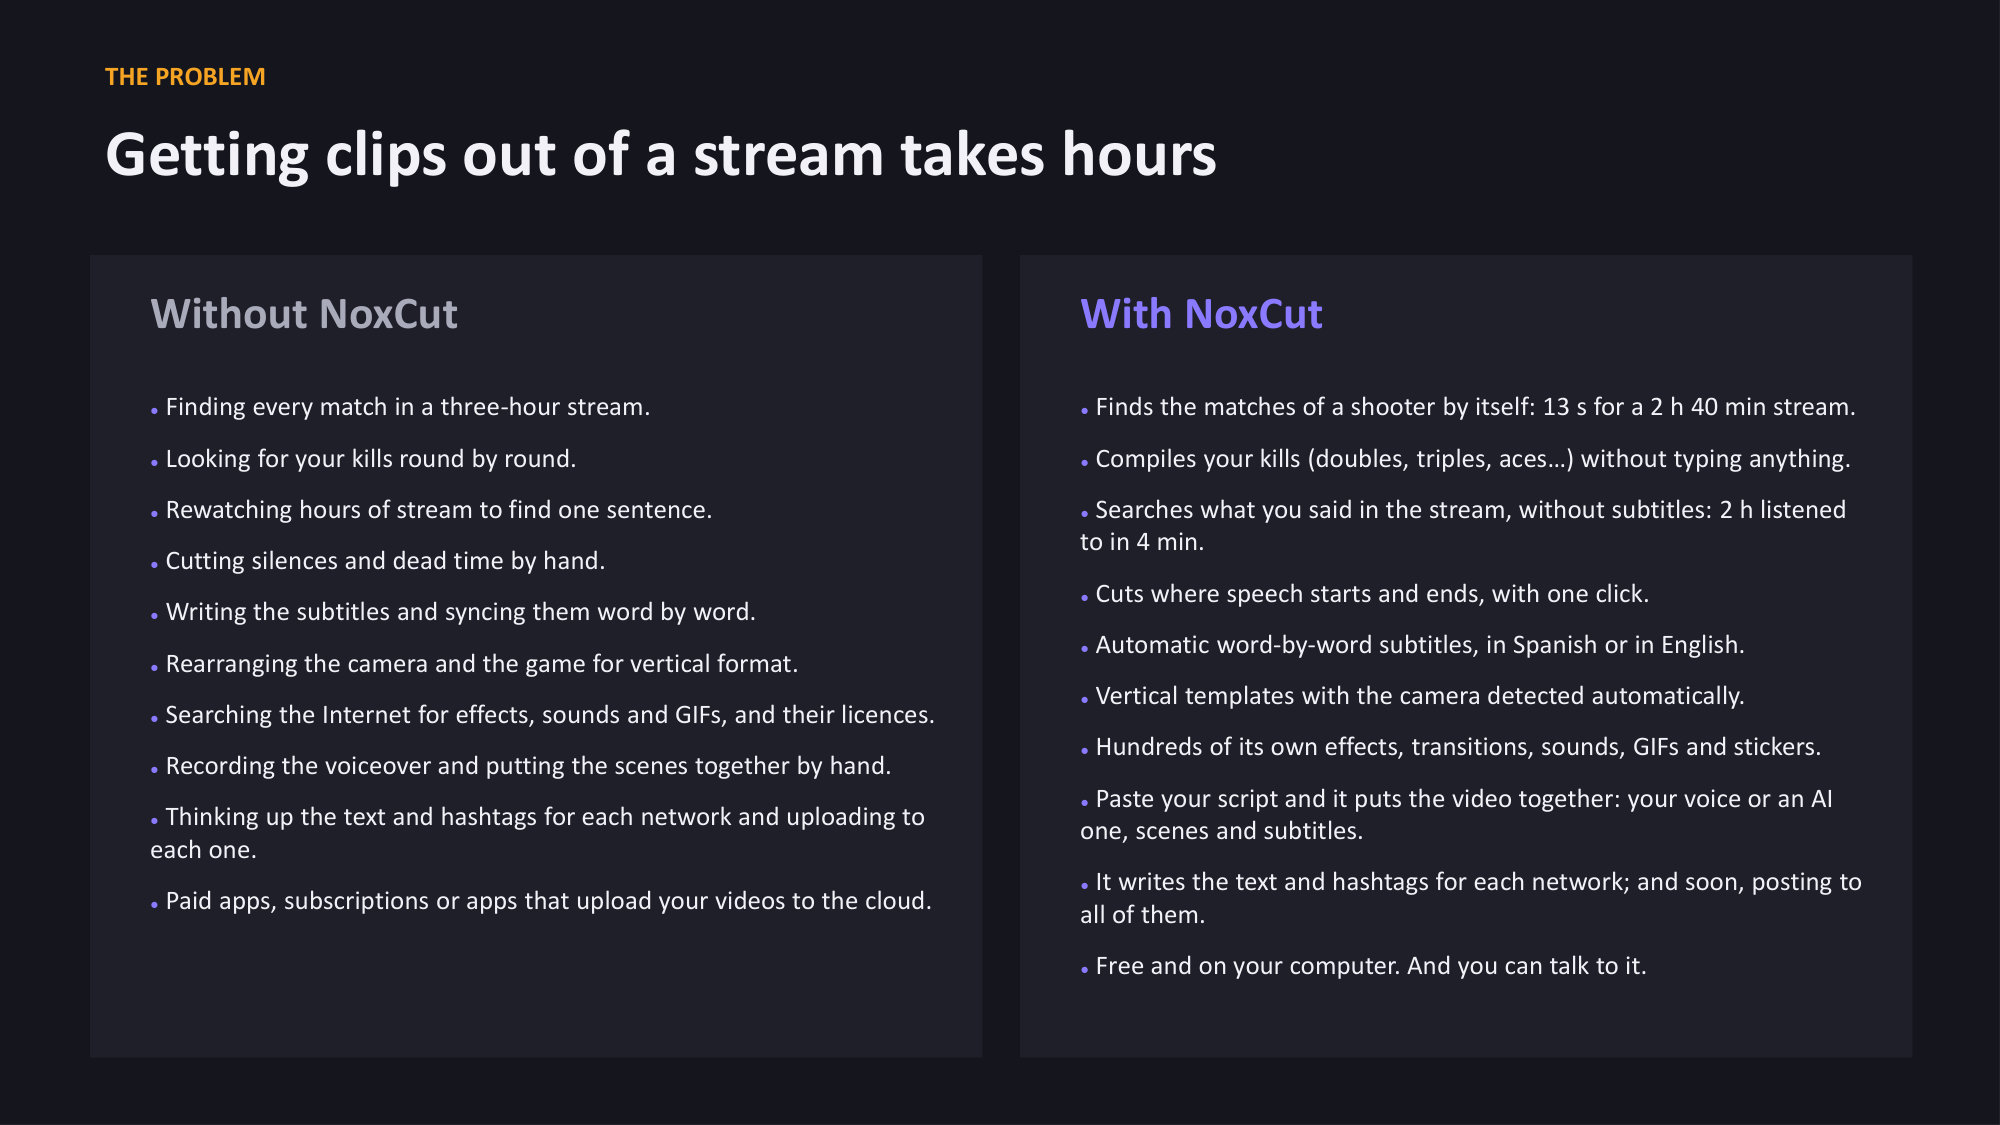 THE PROBLEM
Getting clips out of a stream takes hours
Without NoxCut
• Finding every match in a three-hour stream.
• Looking for your kills round by round.
• Rewatching hours of stream to find one sentence.
• Cutting silences and dead time by hand.
• Writing the subtitles and syncing them word by word.
• Rearranging the camera and the game for vertical format.
• Searching the Internet for effects, sounds and GIFs, and their licences.
• Recording the voiceover and putting the scenes together by hand.
• Thinking up the text and hashtags for each network and uploading to
each one.
• Paid apps, subscriptions or apps that upload your videos to the cloud.
With NoxCut
• Finds the matches of a shooter by itself: 13 s for a 2 h 40 min stream.
• Compiles your kills (doubles, triples, aces...) without typing anything.
• Searches what you said in the stream, without subtitles: 2 h listened
to in 4 min.
• Cuts where speech starts and ends, with one click.
• Automatic word-by-word subtitles, in Spanish or in English.
• Vertical templates with the camera detected automatically.
• Hundreds of its own effects, transitions, sounds, GIFs and stickers.
• Paste your script and it puts the video together: your voice or an AI
one, scenes and subtitles.
• It writes the text and hashtags for each network; and soon, posting to
all of them.
• Free and on your computer. And you can talk to it.